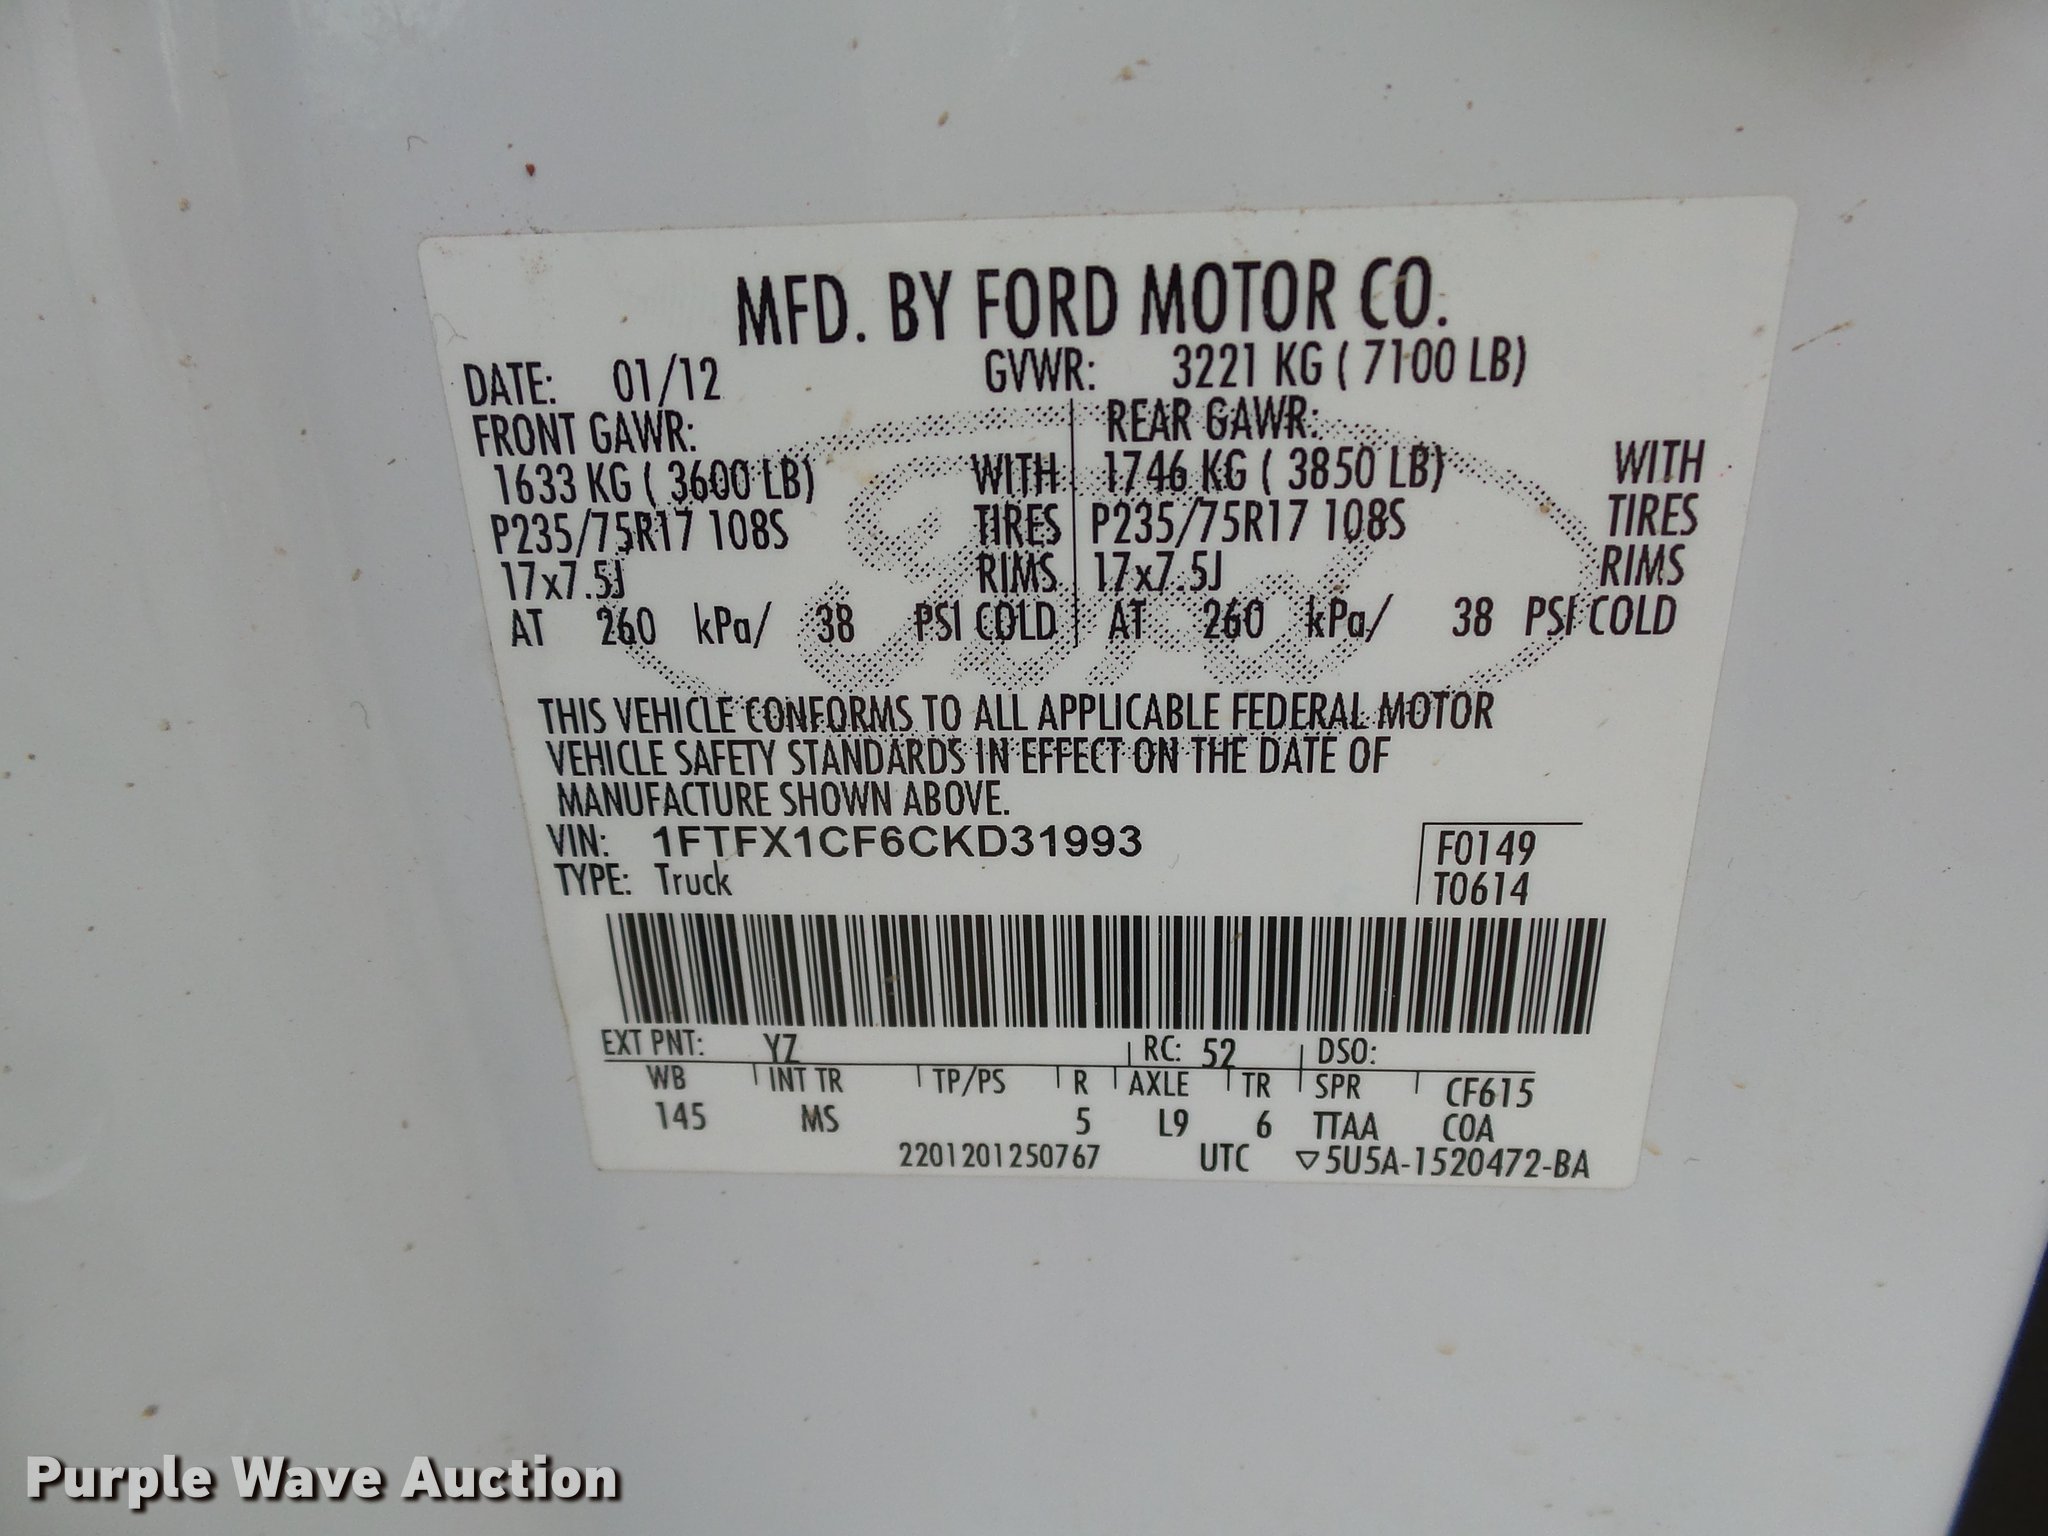 MFD. BY FORD MOTOR CO.
DATE: 01/12 GVWR: 3221 KG ( 7100 LB)
FRONT GAWR: REAR GAWR:
1633 KG ( 3600 LB) WITH 1746 KG ( 3850 LB) WITH
P235/75R17 108S TIRES P235/75R17 108S TIRES
17x7.5J RIMS 17x7.5J RIMS
AT 260 kPa/ 38 PSI COLD AT 260 kPa/ 38 PSI COLD
Ford
THIS VEHICLE CONFORMS TO ALL APPLICABLE FEDERAL MOTOR
VEHICLE SAFETY STANDARDS IN EFFECT ON THE DATE OF
MANUFACTURE SHOWN ABOVE.
VIN: 1FTFX1CF6CKD31993 F0149
TYPE: Truck T0614
EXT PNT: YZ RC: 52 DSO:
WB INT TR TP/PS R AXLE TR SPR CF615
145 MS 5 L9 6 TTAA COA
2201201250767 UTC ▽5U5A-1520472-BA
Purple Wave Auction